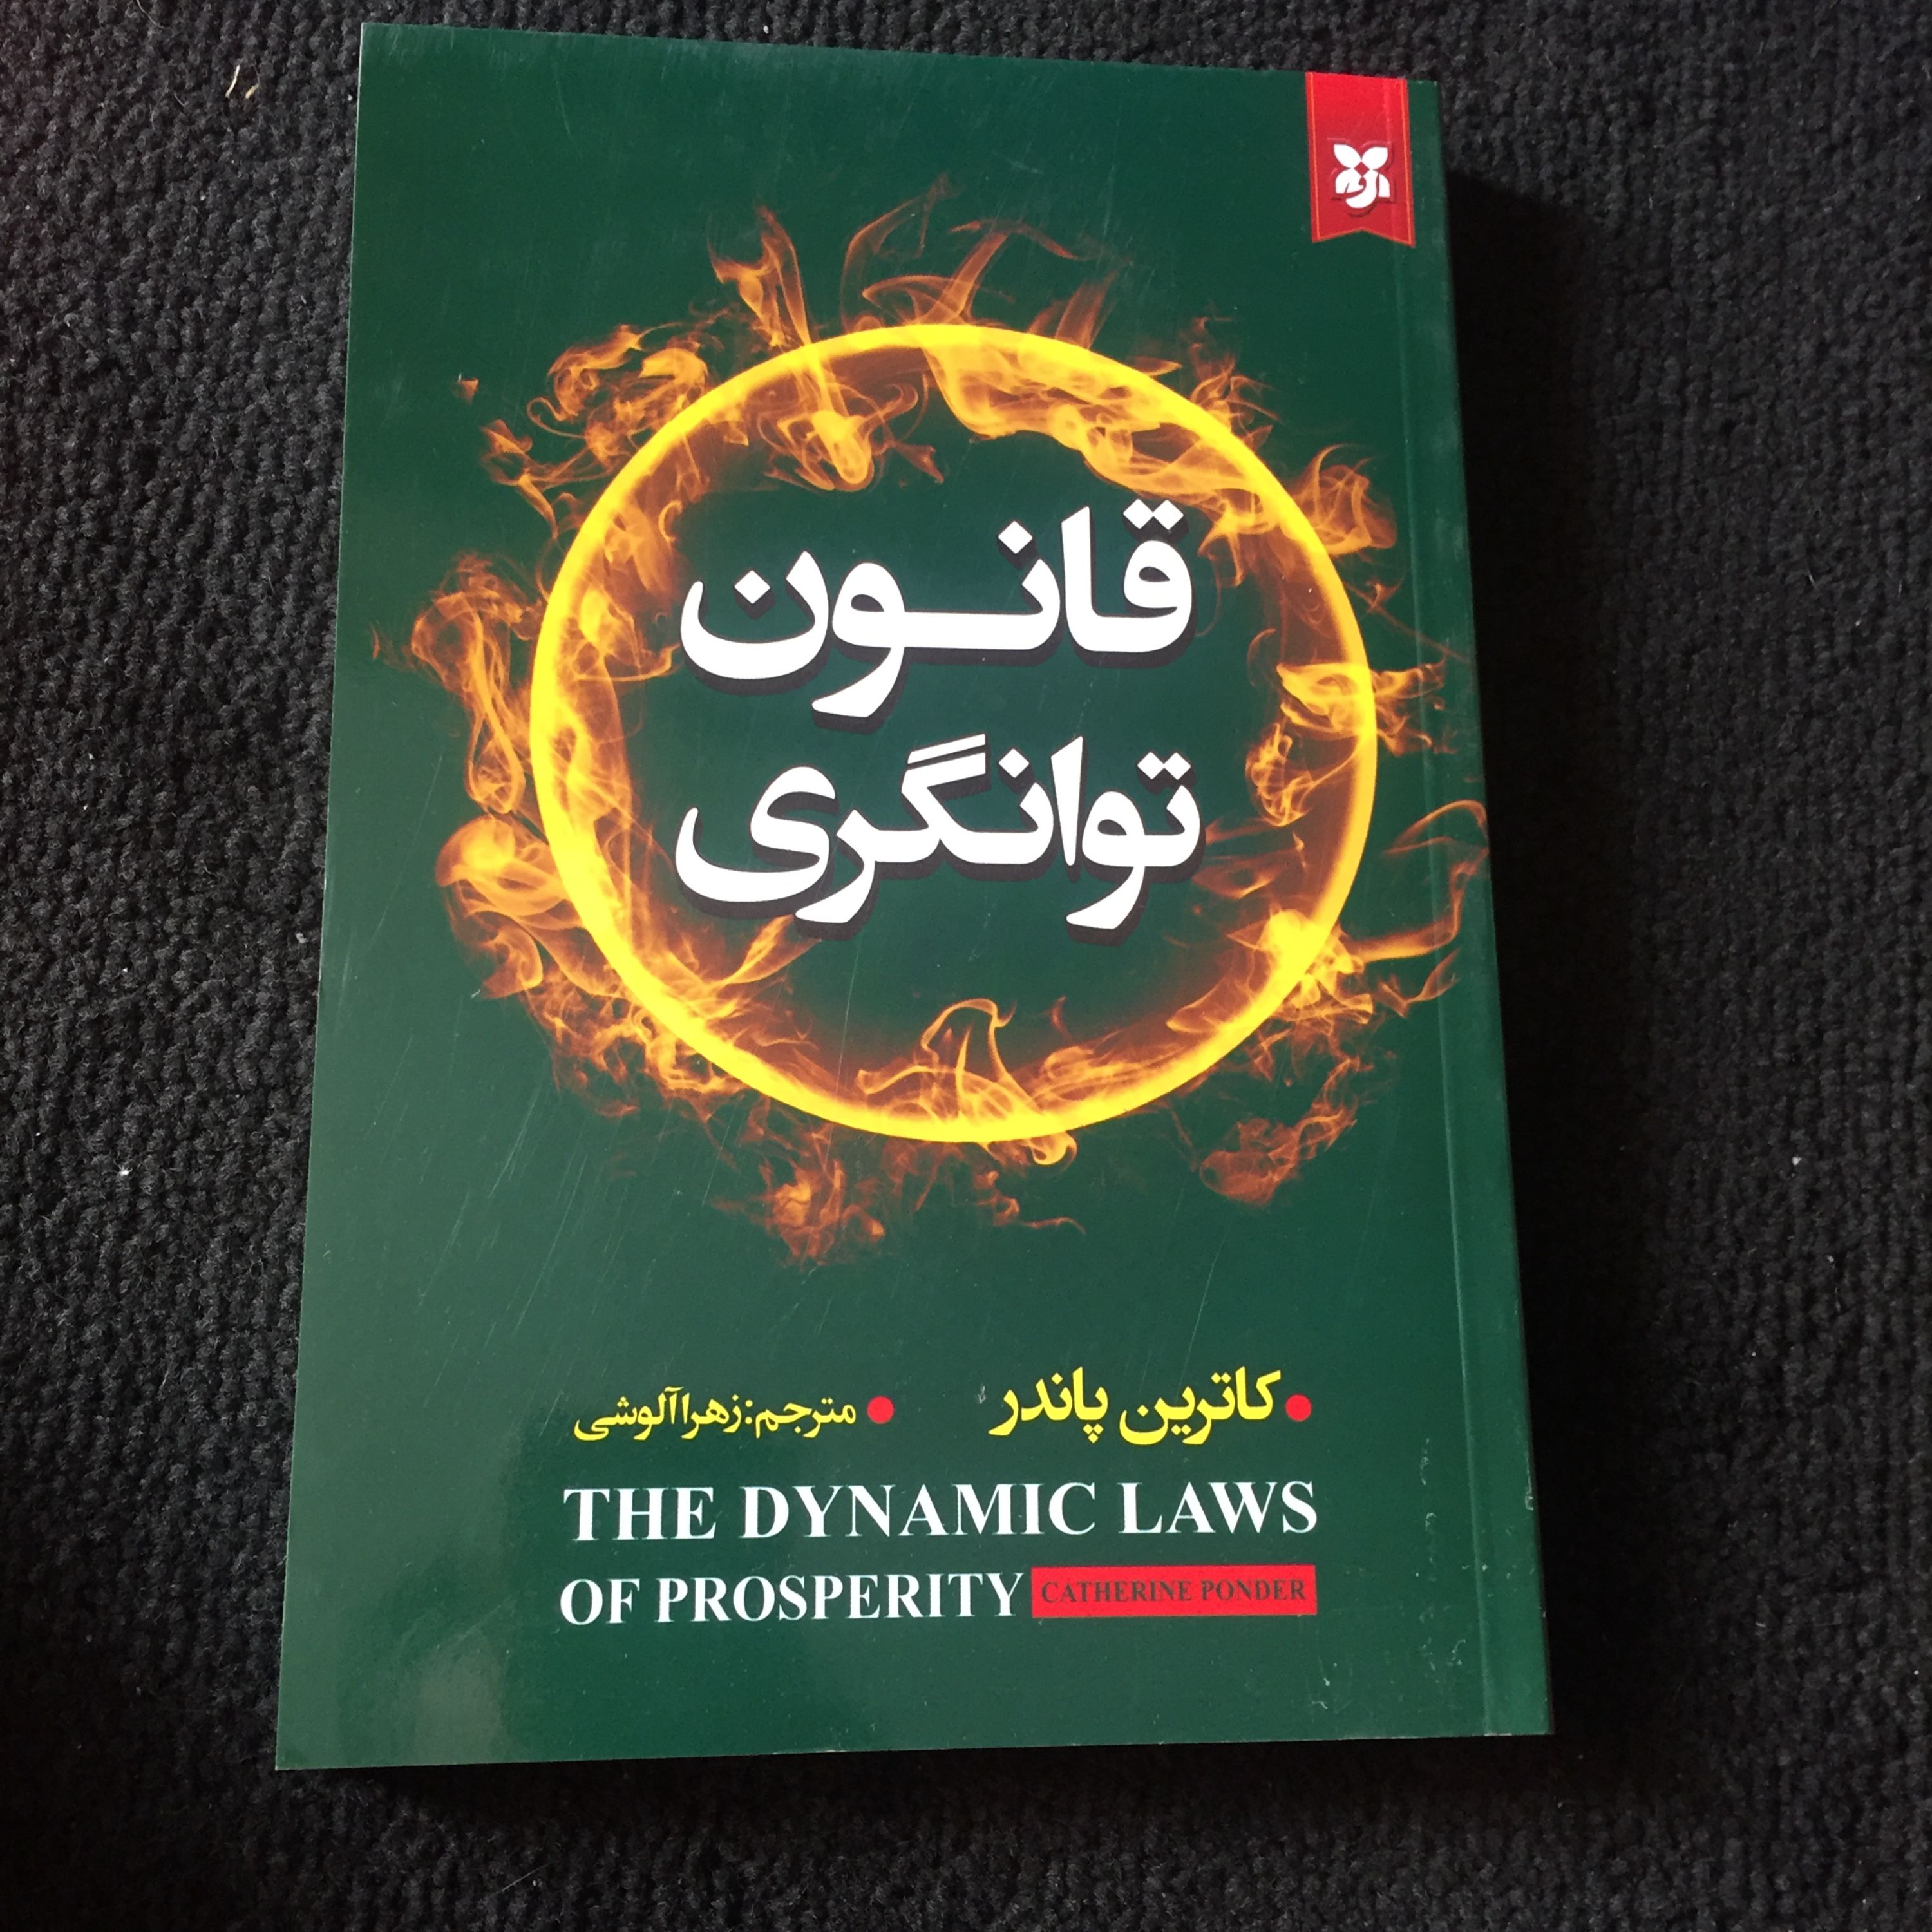 قانون
توانگری
کاترین پاندر
مترجم:زهرا آلوشی
THE DYNAMIC LAWS
OF PROSPERITY CATHERINE PONDER